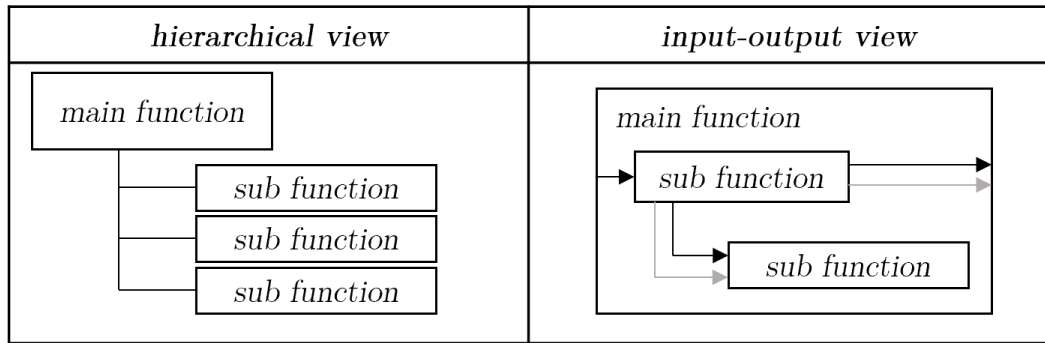 hierarchical view
input-output view
main function
sub function
sub function
sub function
main function
sub function
sub function